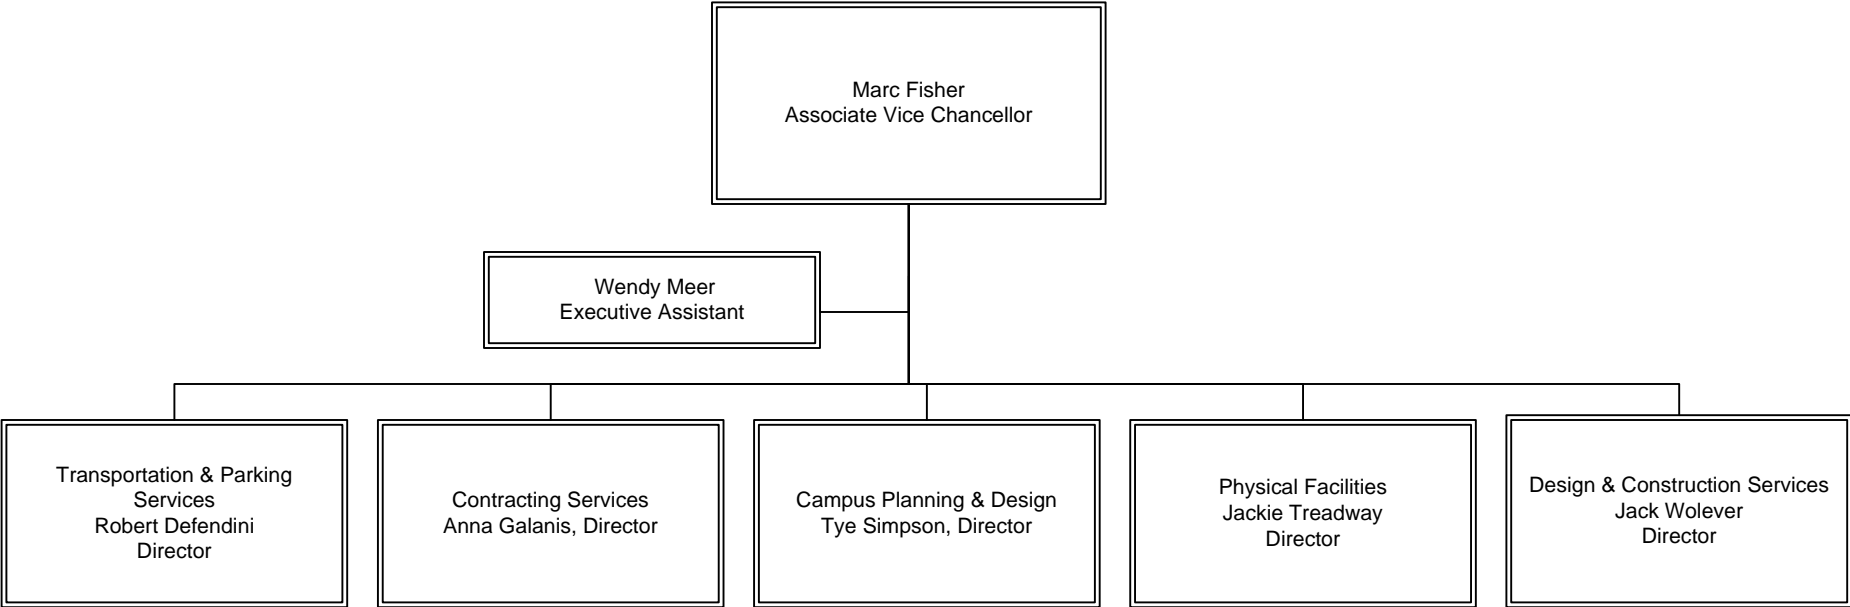 Marc Fisher
Associate Vice Chancellor
Wendy Meer
Executive Assistant
Transportation & Parking
Services
Robert Defendini
Director
Contracting Services
Anna Galanis, Director
Campus Planning & Design
Tye Simpson, Director
Physical Facilities
Jackie Treadway
Director
Design & Construction Services
Jack Wolever
Director